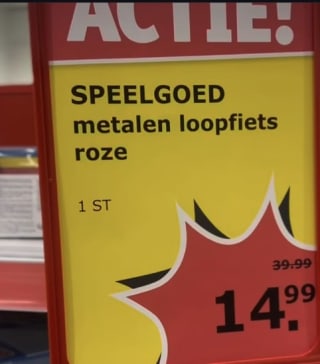 ACTIE!
SPEELGOED
metalen loopfiets
roze
1 ST
39.99
14.99